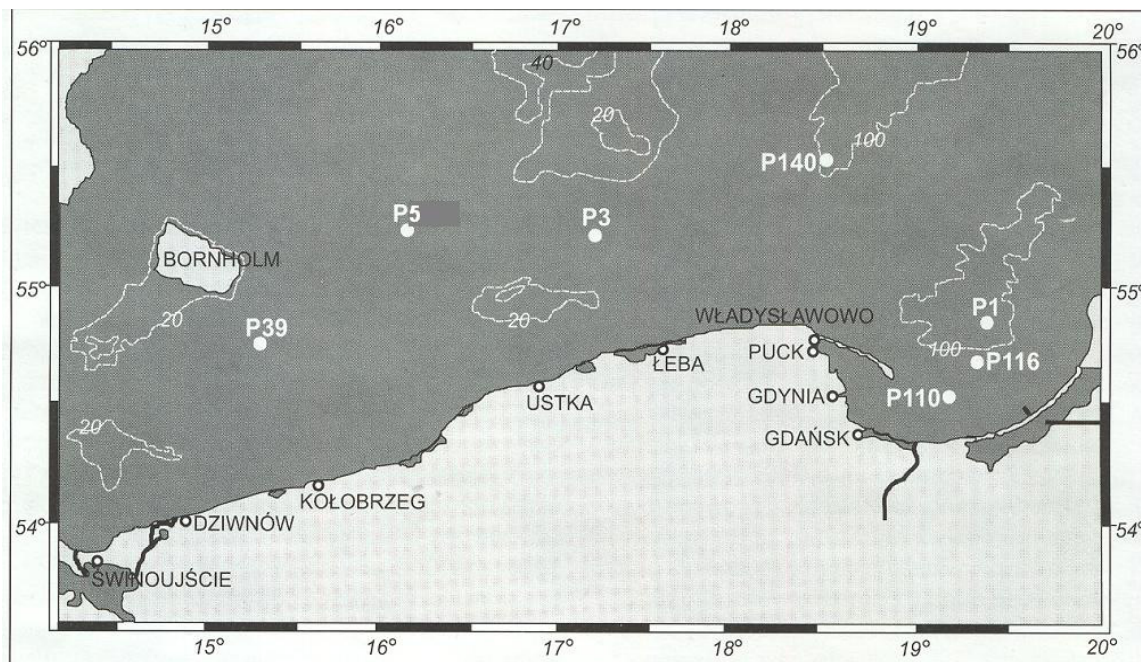 15° 16° 17° 18° 19° 20°
56° 56°
40
20
100
P140
P5
P3
BORNHOLM
55° 55°
20
P39
20
WŁADYSŁAWOWO
P1
PUCK
100
P116
ŁEBA
USTKA
GDYNIA
P110
20
GDAŃSK
KOŁOBRZEG
54° 54°
DZIWNÓW
ŚWINOUJŚCIE
15° 16° 17° 18° 19° 20°